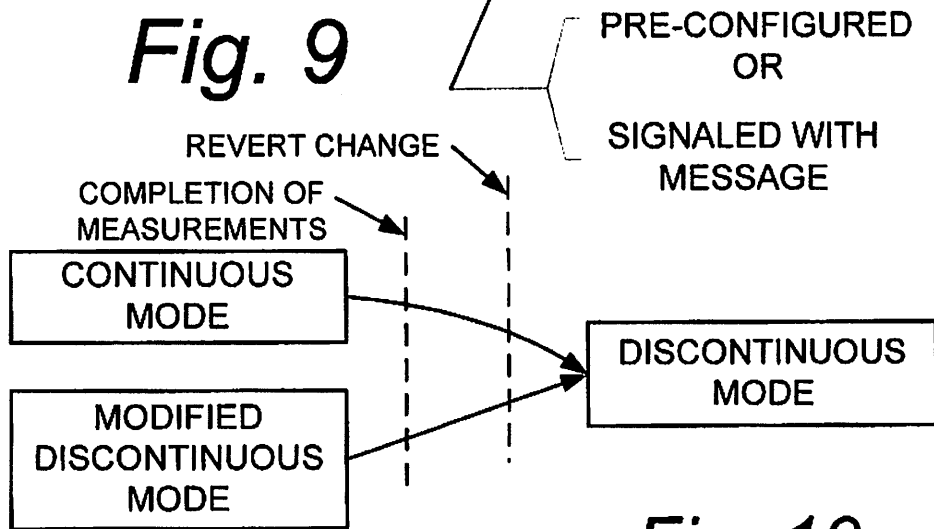 Fig. 9
PRE-CONFIGURED
OR
SIGNALED WITH
MESSAGE
REVERT CHANGE
COMPLETION OF
MEASUREMENTS
CONTINUOUS
MODE
DISCONTINUOUS
MODE
MODIFIED
DISCONTINUOUS
MODE